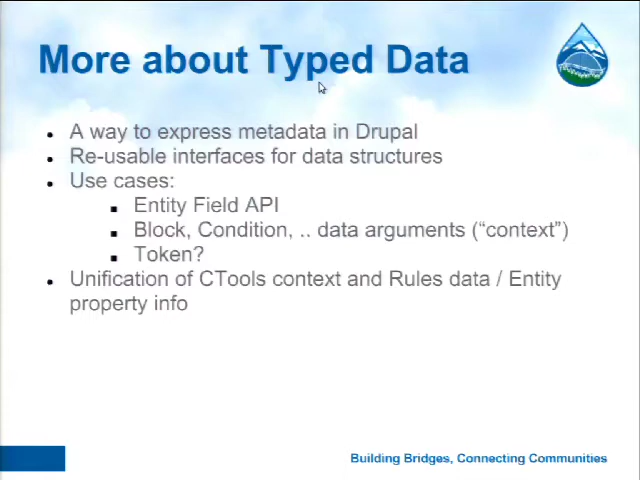 More about Typed Data
A way to express metadata in Drupal
Re-usable interfaces for data structures
Use cases:
Entity Field API
Block, Condition, .. data arguments (“context”)
Token?
Unification of CTools context and Rules data / Entity
property info
Building Bridges, Connecting Communities